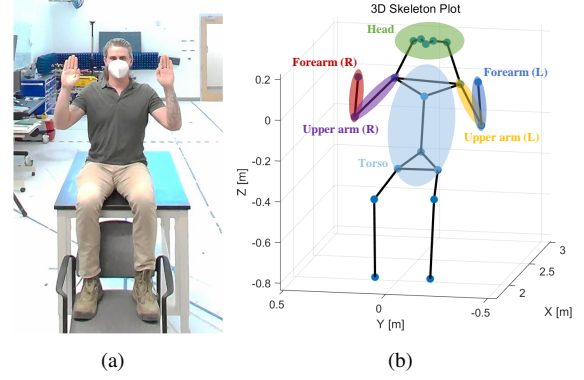 3D Skeleton Plot
Head
Forearm (R)
Forearm (L)
Upper arm (R)
Upper arm (L)
Torso
0.2
0
-0.2
-0.4
-0.6
-0.8
Z [m]
0.5
0
-0.5
Y [m]
2
2.5
3
X [m]
(a)
(b)